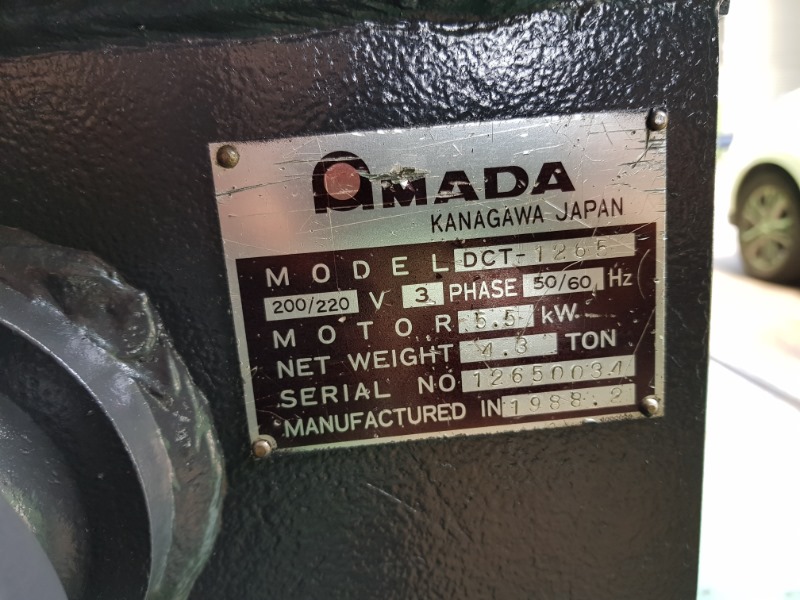 AMADA
KANAGAWA JAPAN
MODEL DCT-1265
200/220 V 3 PHASE 50/60 Hz
MOTOR 5.5 kW
NET WEIGHT 4.3 TON
SERIAL NO 12650034
MANUFACTURED IN 1988.2